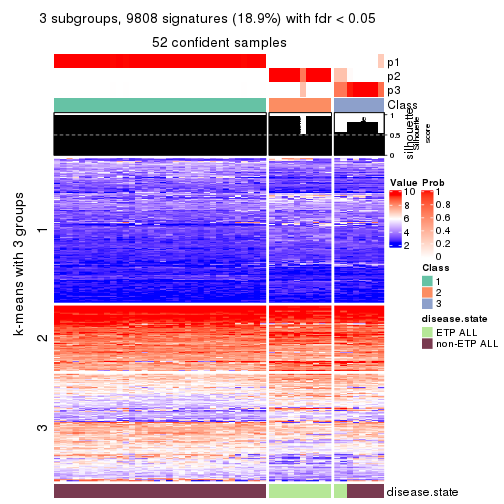 3 subgroups, 9808 signatures (18.9%) with fdr < 0.05
52 confident samples
p1
p2
p3
Class
1
0.5
0
silhouette
Silhouette
score
k-means with 3 groups
1
2
3
Value
10
8
6
4
2
Prob
1
0.8
0.6
0.4
0.2
0
Class
1
2
3
disease.state
ETP ALL
non-ETP ALL
disease.state